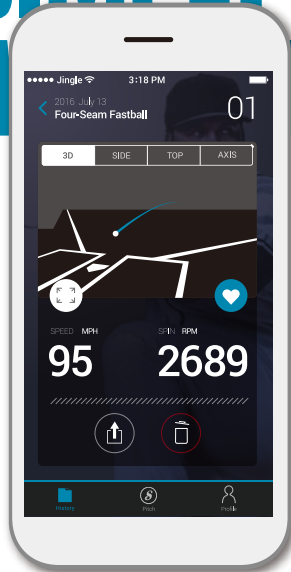 Jingle 3:18 PM
2016 July 13
Four-Seam Fastball
01
3D SIDE TOP AXIS
SPEED MPH SPIN RPM
95 2689
History Pitch Profile